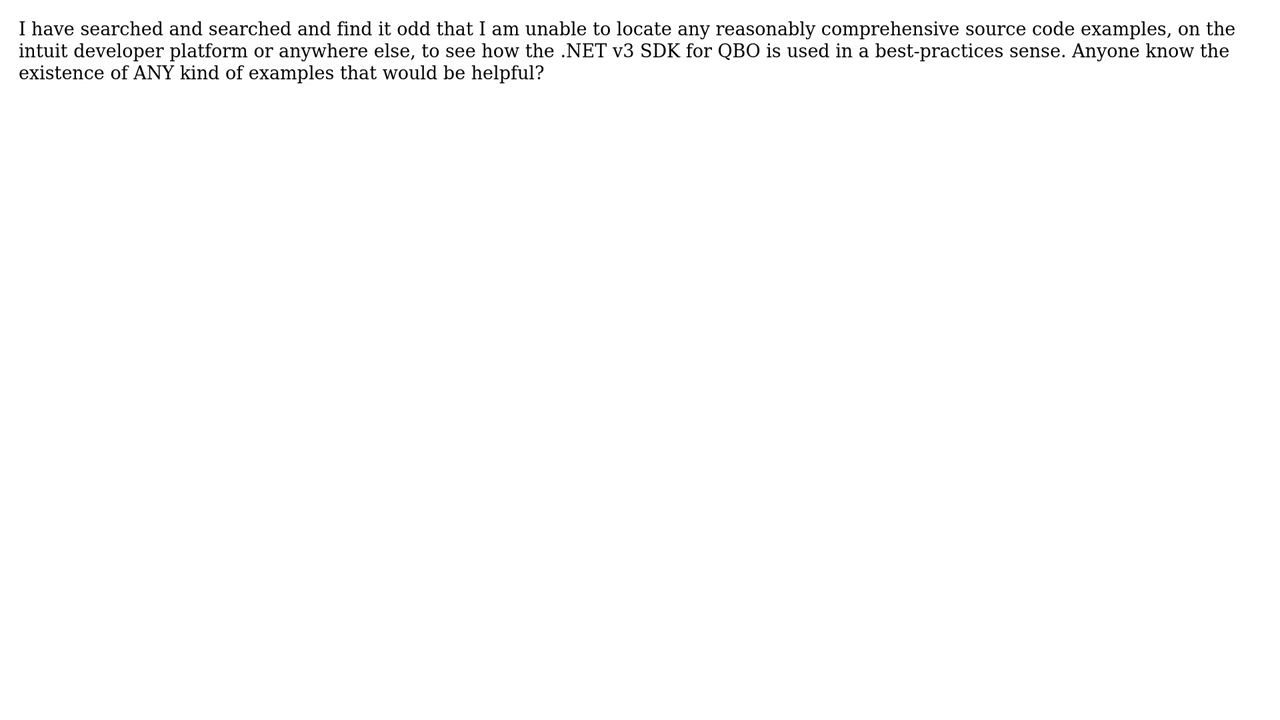 I have searched and searched and find it odd that I am unable to locate any reasonably comprehensive source code examples, on the
intuit developer platform or anywhere else, to see how the .NET v3 SDK for QBO is used in a best-practices sense. Anyone know the
existence of ANY kind of examples that would be helpful?